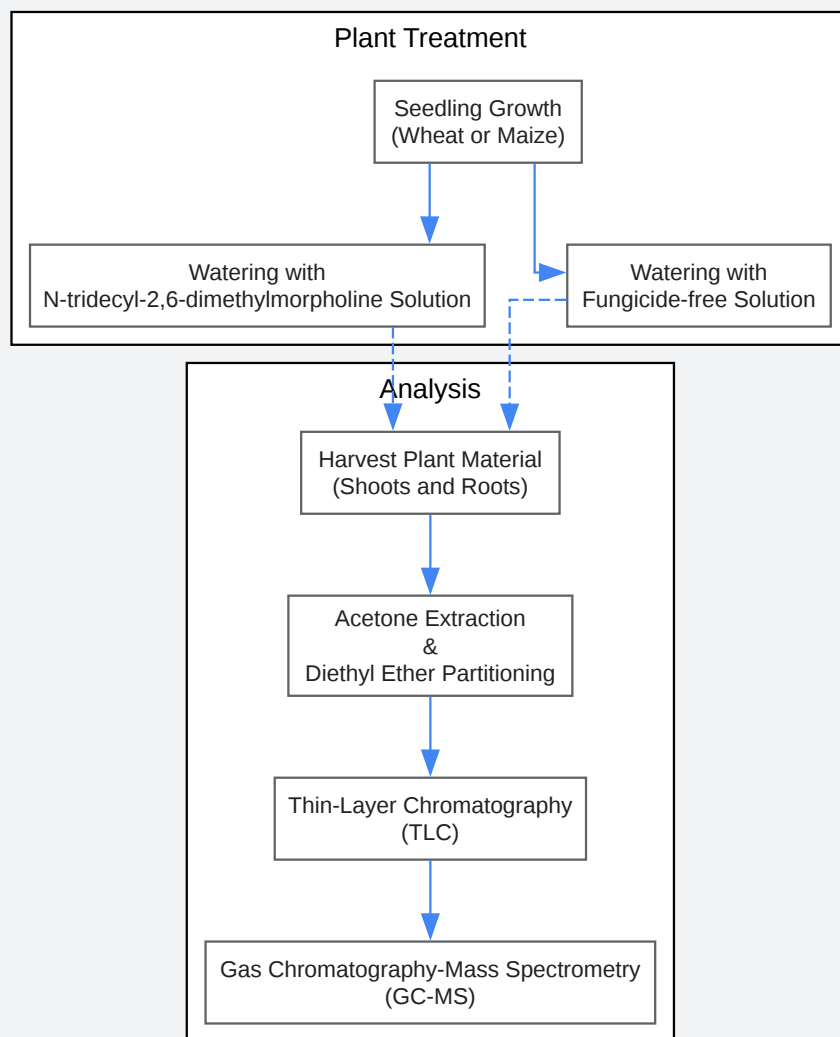 Plant Treatment
Seedling Growth
(Wheat or Maize)
Watering with
N-tridecyl-2,6-dimethylmorpholine Solution
Watering with
Fungicide-free Solution
Analysis
Harvest Plant Material
(Shoots and Roots)
Acetone Extraction
&
Diethyl Ether Partitioning
Thin-Layer Chromatography
(TLC)
Gas Chromatography-Mass Spectrometry
(GC-MS)